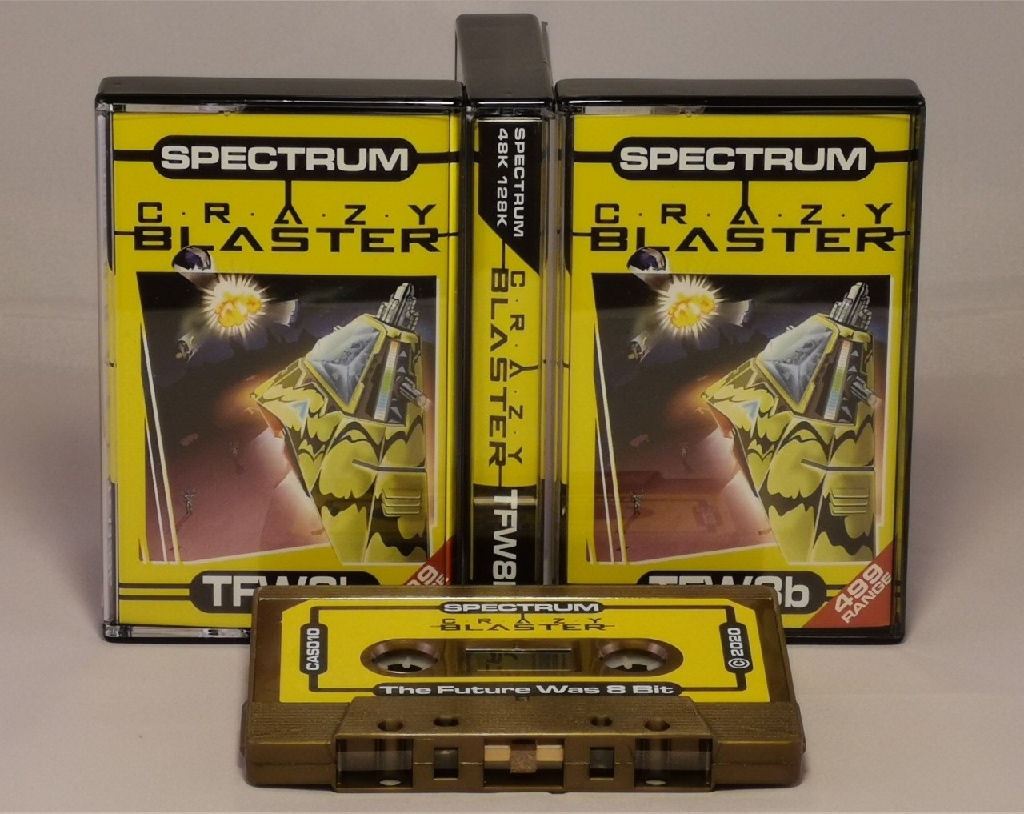 SPECTRUM
C·R·A·Z·Y
BLASTER
SPECTRUM
48K 128K
C·R·A·Z·Y
BLASTER
TFW8
SPECTRUM
C·R·A·Z·Y
BLASTER
499
RANGE
SPECTRUM
C·R·A·Z·Y
BLASTER
CAS010
©2020
The Future Was 8 Bit